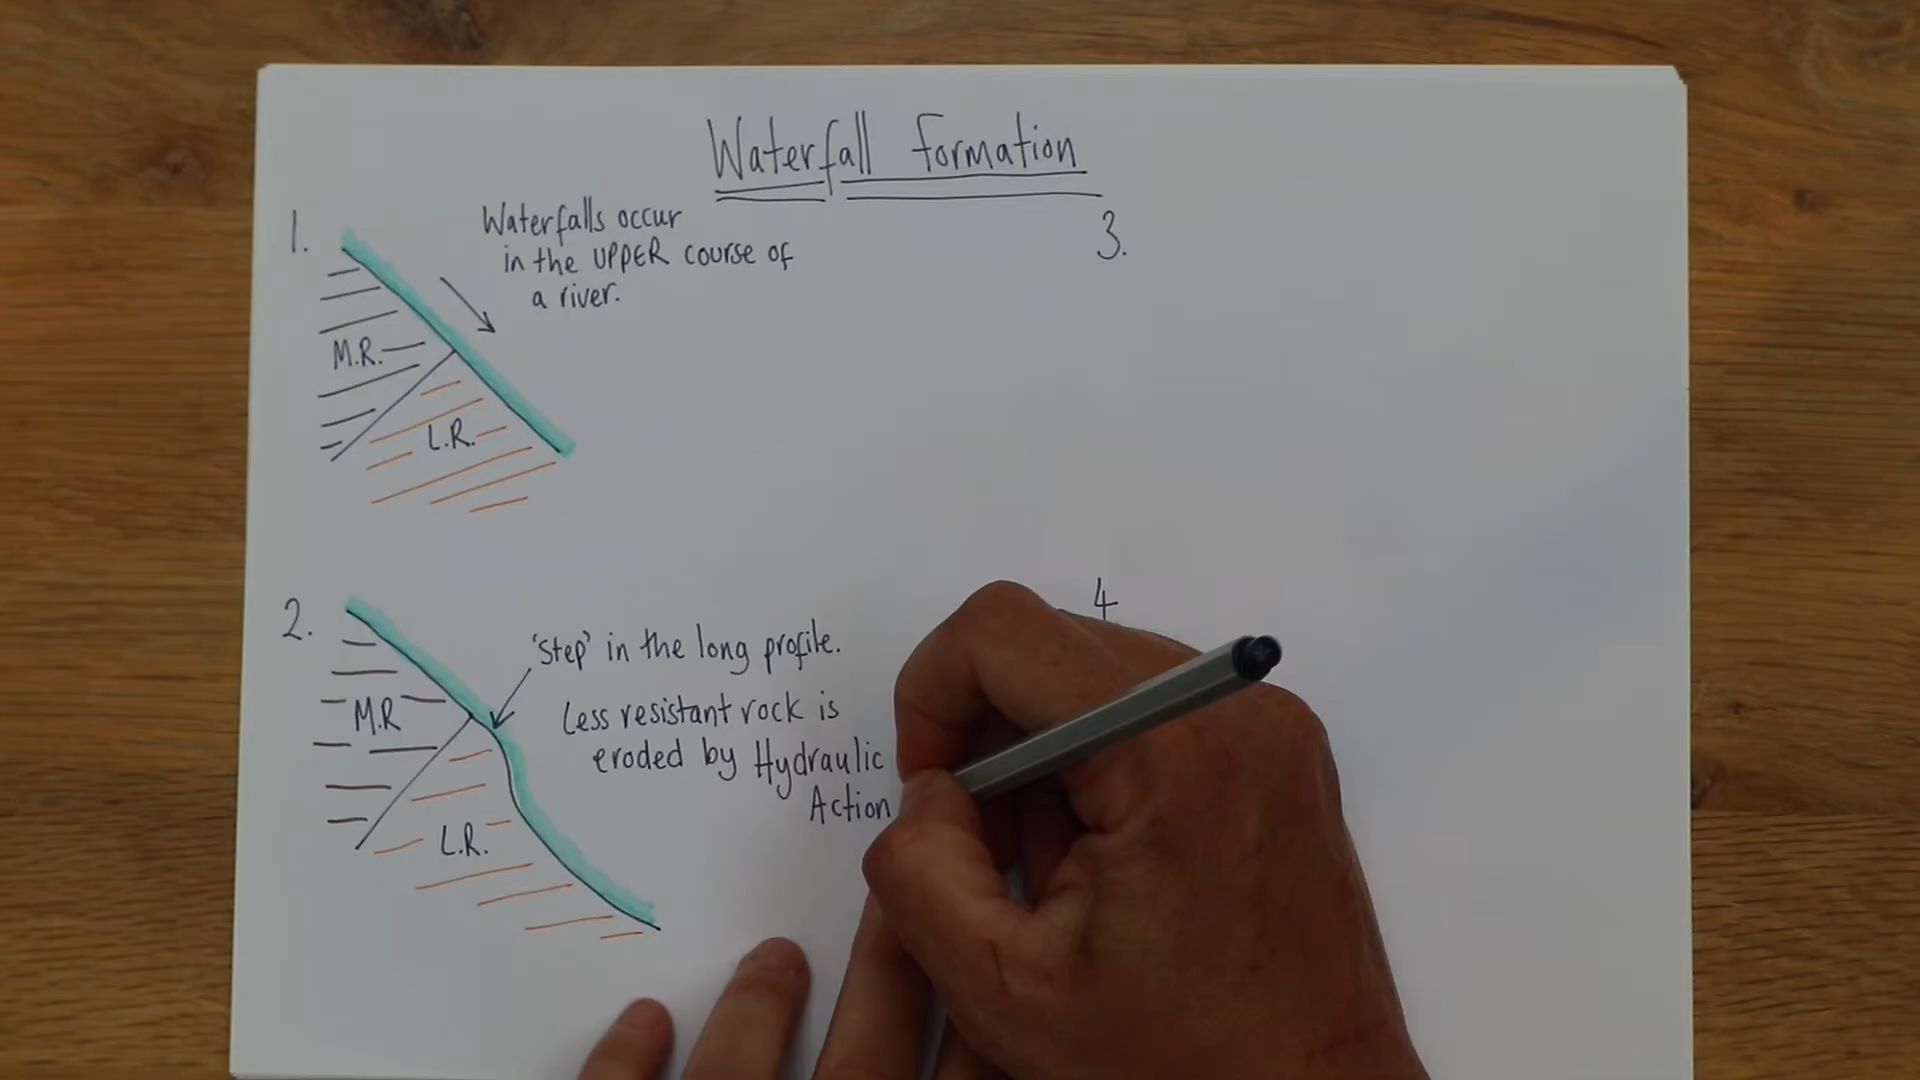 Waterfall formation
1.
Waterfalls occur
in the UPPER course of
a river.
M.R.
L.R.
2.
'Step' in the long profile.
Less resistant rock is
eroded by Hydraulic
Action
M.R
L.R.
3.
4